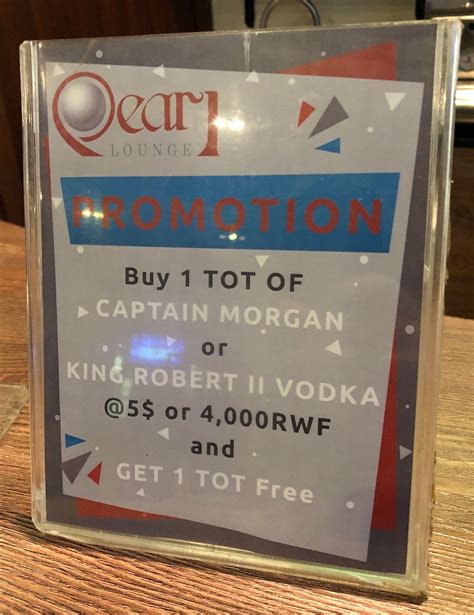 Pearl
LOUNGE
PROMOTION
Buy 1 TOT OF
CAPTAIN MORGAN
or
KING ROBERT II VODKA
@5$ or 4,000RWF
and
GET 1 TOT Free